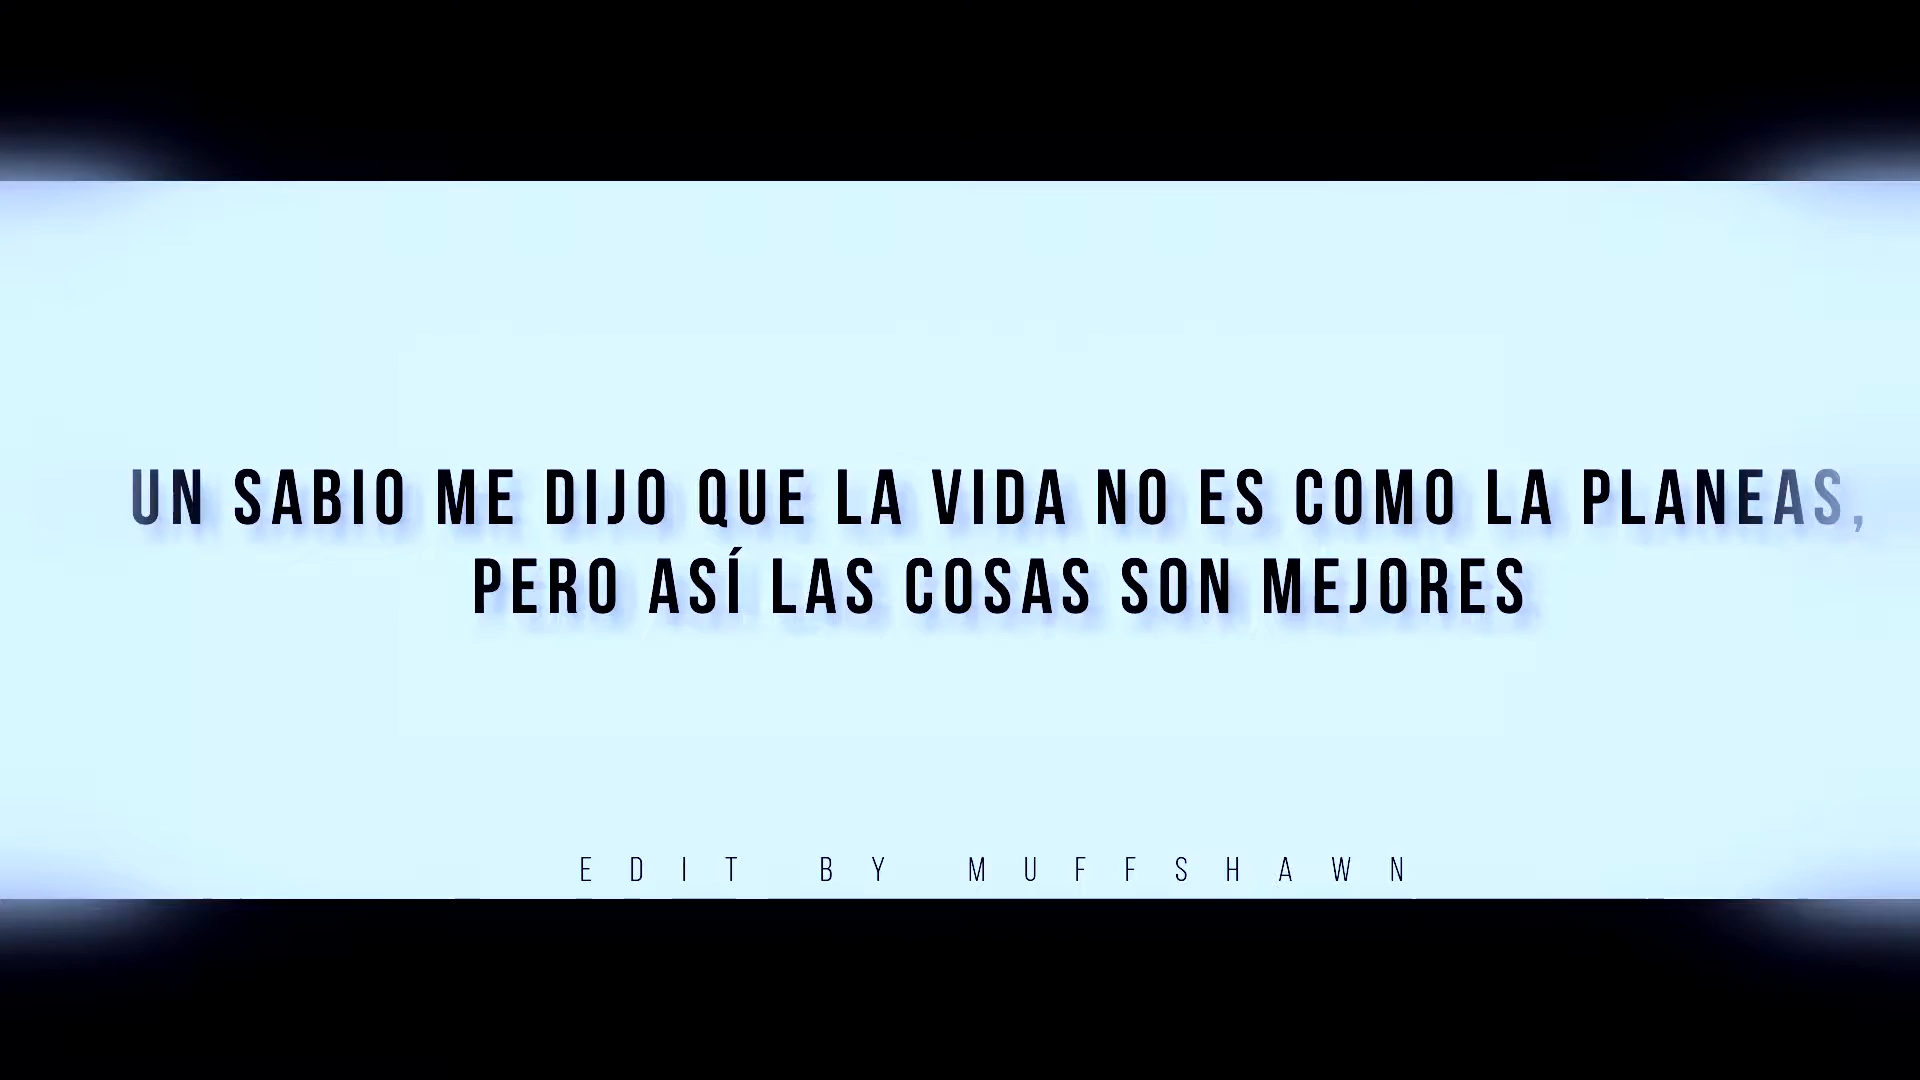 UN SABIO ME DIJO QUE LA VIDA NO ES COMO LA PLANEAS,
PERO ASÍ LAS COSAS SON MEJORES
EDIT BY MUFFSHAWN